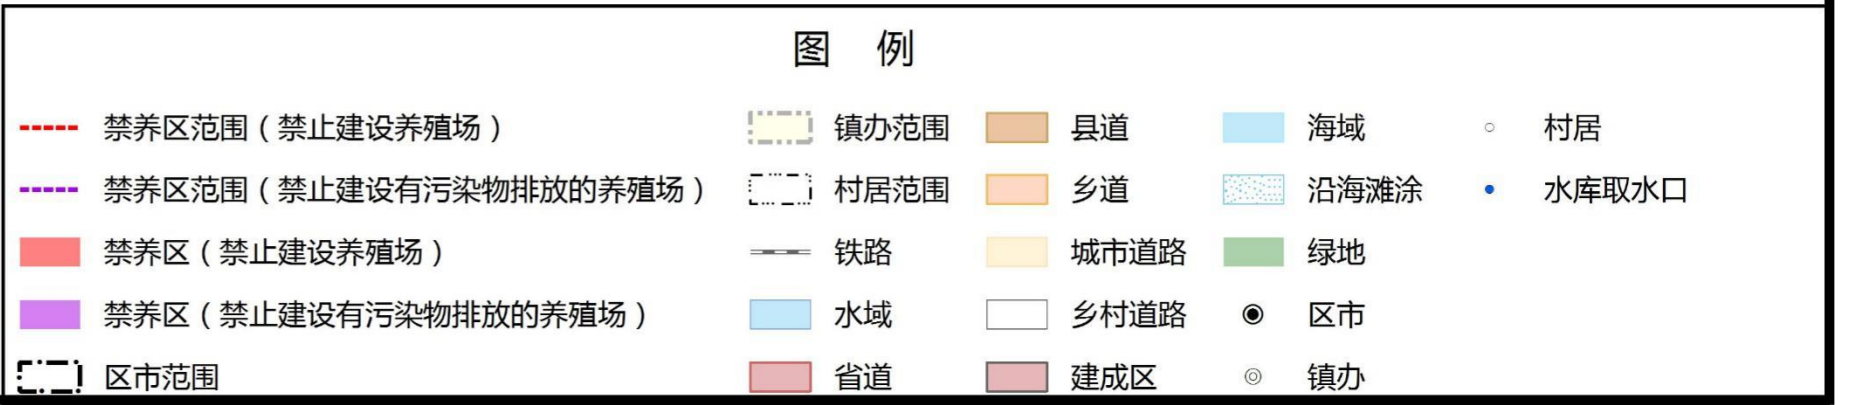 图 例
禁养区范围（禁止建设养殖场）
禁养区范围（禁止建设有污染物排放的养殖场）
禁养区（禁止建设养殖场）
禁养区（禁止建设有污染物排放的养殖场）
区市范围
镇办范围
村居范围
铁路
水域
省道
县道
乡道
城市道路
乡村道路
建成区
海域
沿海滩涂
绿地
区市
镇办
村居
水库取水口